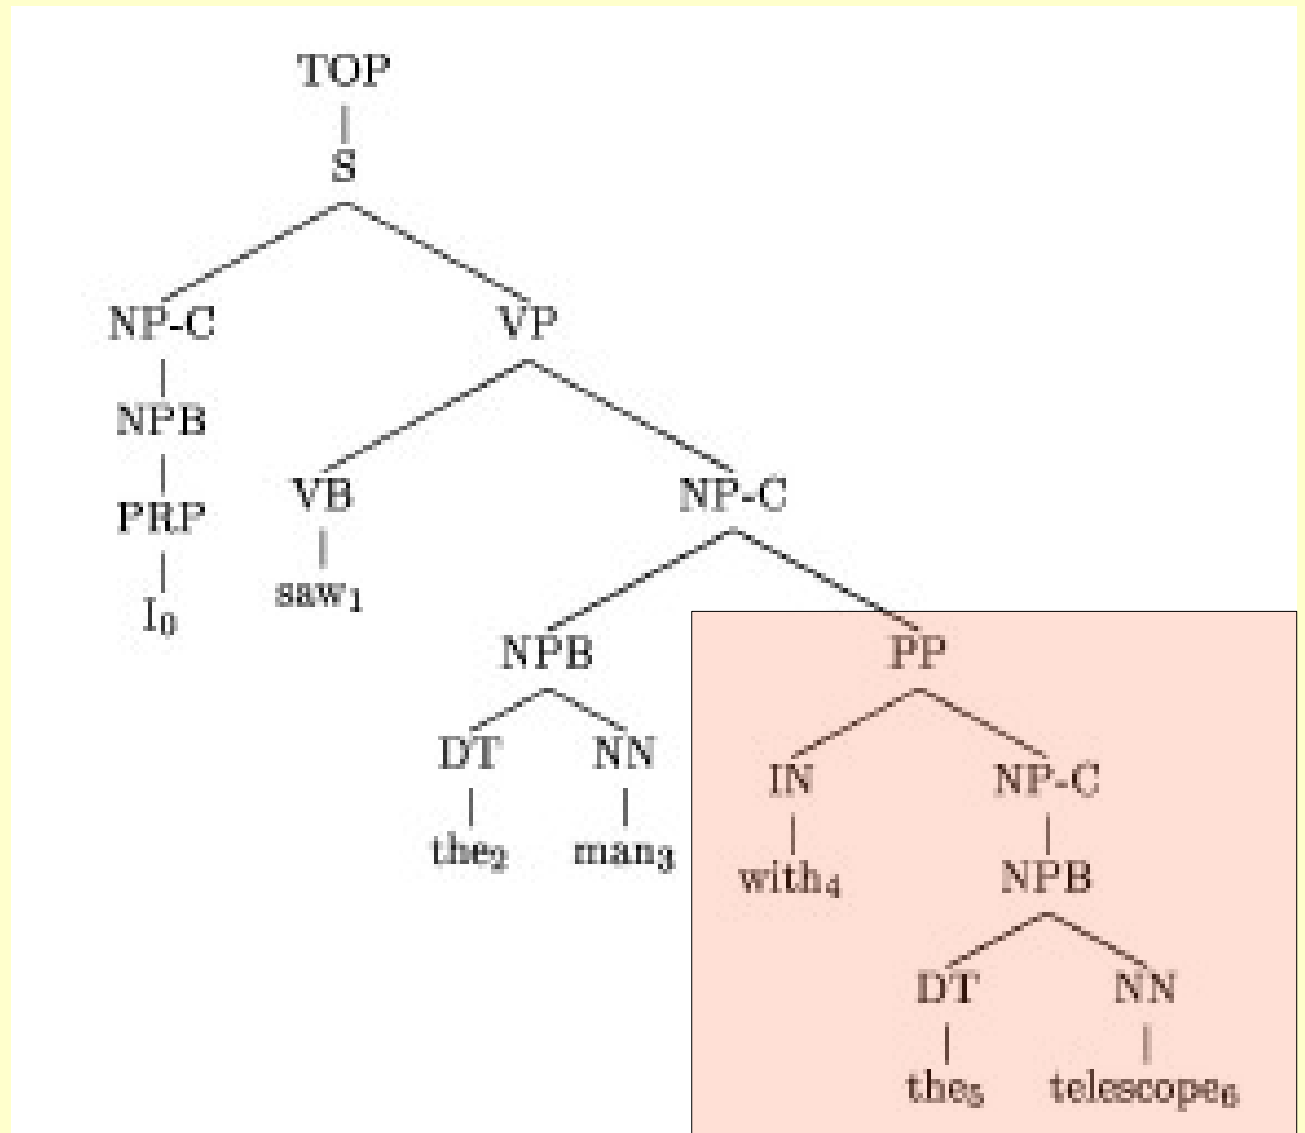 TOP
S
NP-C VP
NPB
VB NP-C
PRP
saw₁
I₀
NPB PP
DT NN
IN NP-C
the₂ man₃
with₄ NPB
DT NN
the₅ telescope₆